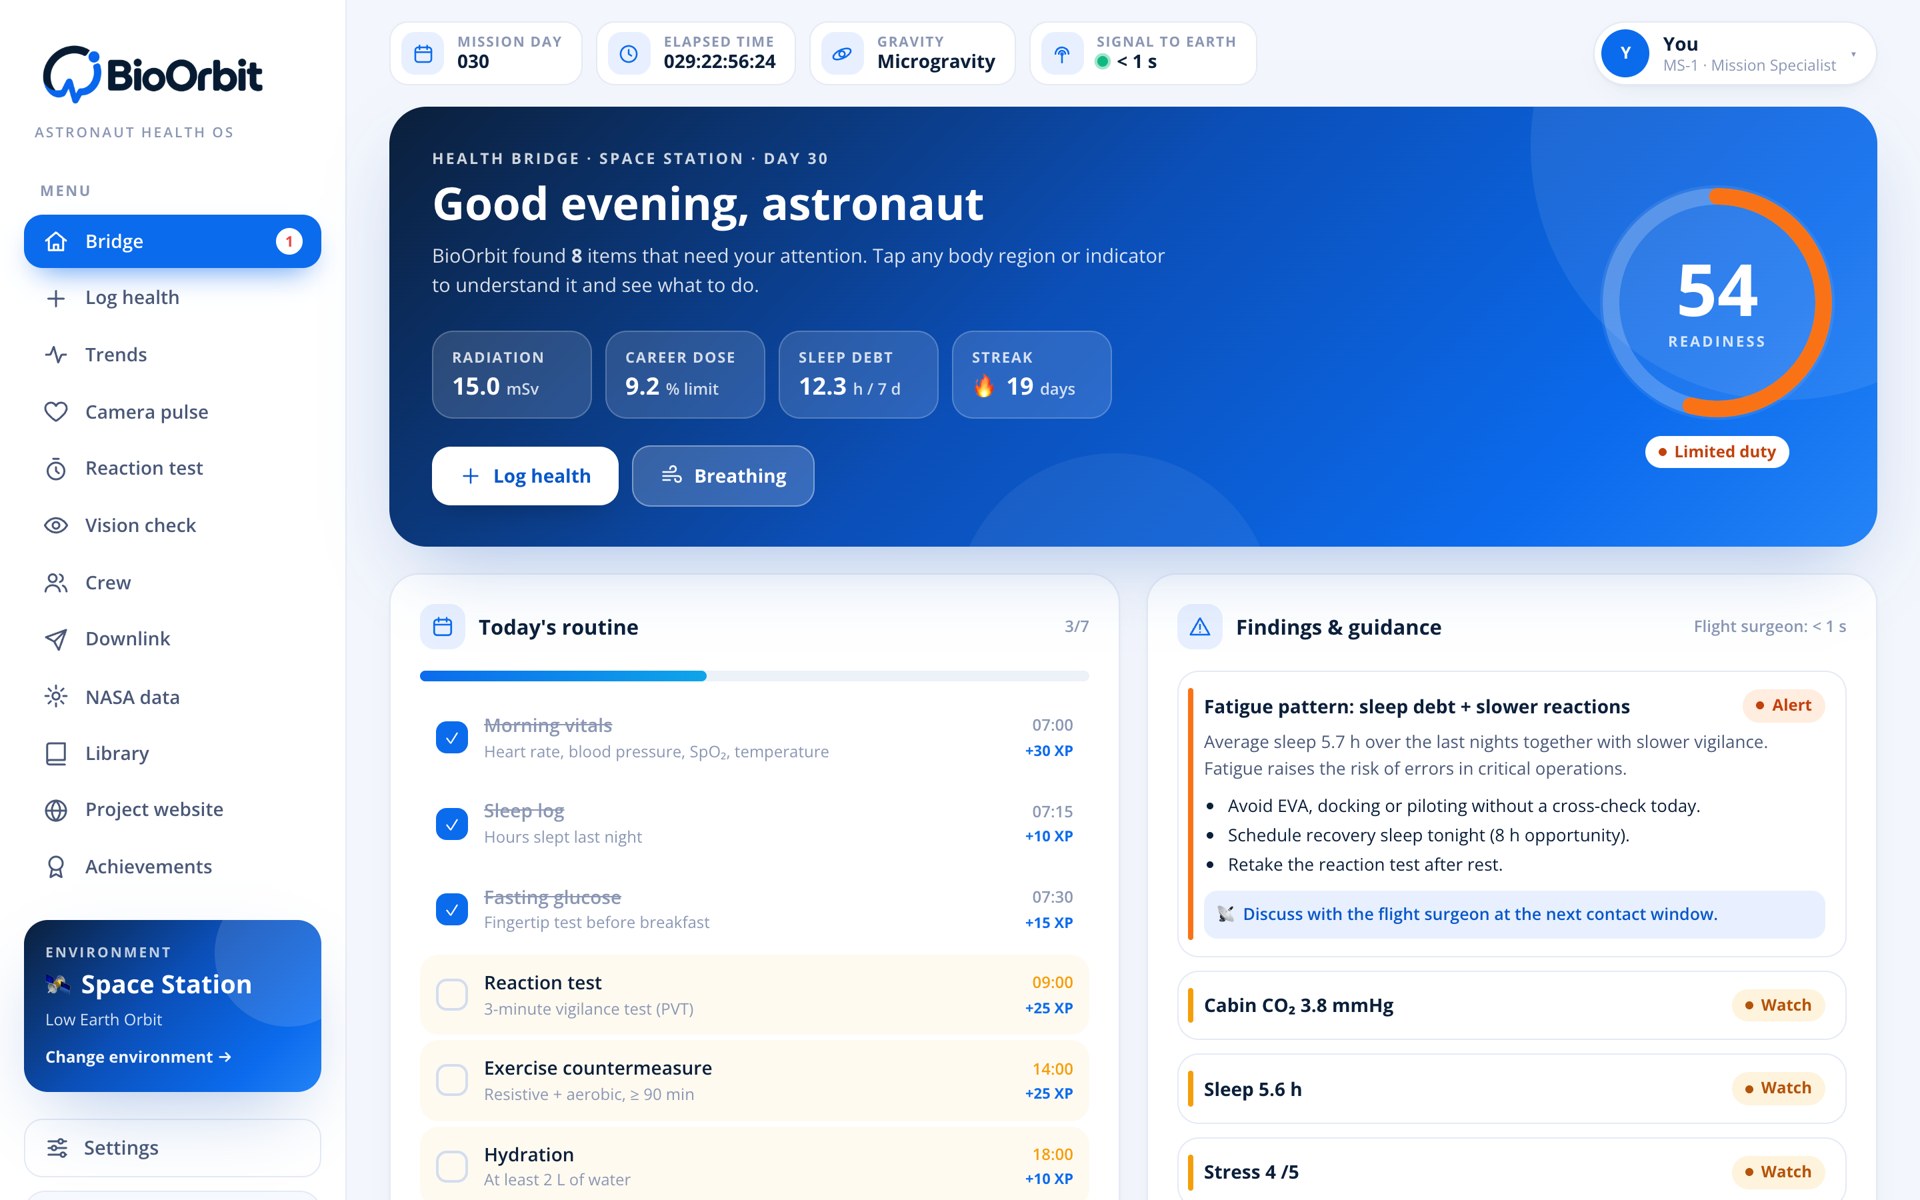 BioOrbit
ASTRONAUT HEALTH OS
MENU
Bridge
1
Log health
Trends
Camera pulse
Reaction test
Vision check
Crew
Downlink
NASA data
Library
Project website
Achievements
ENVIRONMENT
Space Station
Low Earth Orbit
Change environment →
Settings
MISSION DAY
030
ELAPSED TIME
029:22:56:24
GRAVITY
Microgravity
SIGNAL TO EARTH
< 1 s
Y
You
MS-1 · Mission Specialist
HEALTH BRIDGE · SPACE STATION · DAY 30
Good evening, astronaut
BioOrbit found 8 items that need your attention. Tap any body region or indicator
to understand it and see what to do.
RADIATION
15.0 mSv
CAREER DOSE
9.2 % limit
SLEEP DEBT
12.3 h / 7 d
STREAK
🔥 19 days
Log health
Breathing
54
READINESS
Limited duty
Today's routine
3/7
Morning vitals
07:00
Heart rate, blood pressure, SpO₂, temperature
+30 XP
Sleep log
07:15
Hours slept last night
+10 XP
Fasting glucose
07:30
Fingertip test before breakfast
+15 XP
Reaction test
09:00
3-minute vigilance test (PVT)
+25 XP
Exercise countermeasure
14:00
Resistive + aerobic, ≥ 90 min
+25 XP
Hydration
18:00
At least 2 L of water
+10 XP
Findings & guidance
Flight surgeon: < 1 s
Fatigue pattern: sleep debt + slower reactions
Alert
Average sleep 5.7 h over the last nights together with slower vigilance.
Fatigue raises the risk of errors in critical operations.
• Avoid EVA, docking or piloting without a cross-check today.
• Schedule recovery sleep tonight (8 h opportunity).
• Retake the reaction test after rest.
Discuss with the flight surgeon at the next contact window.
Cabin CO₂ 3.8 mmHg
Watch
Sleep 5.6 h
Watch
Stress 4 /5
Watch